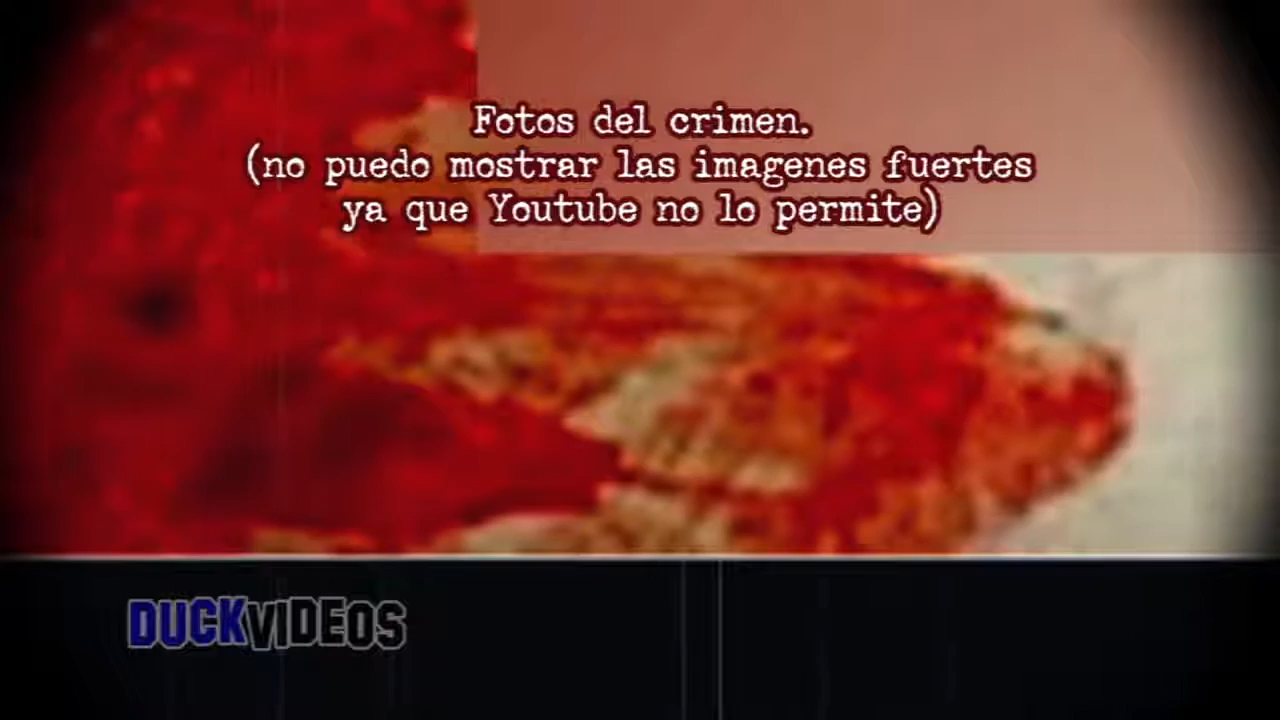 Fotos del crimen.
(no puedo mostrar las imagenes fuertes
ya que Youtube no lo permite)
DUCKVIDEOS